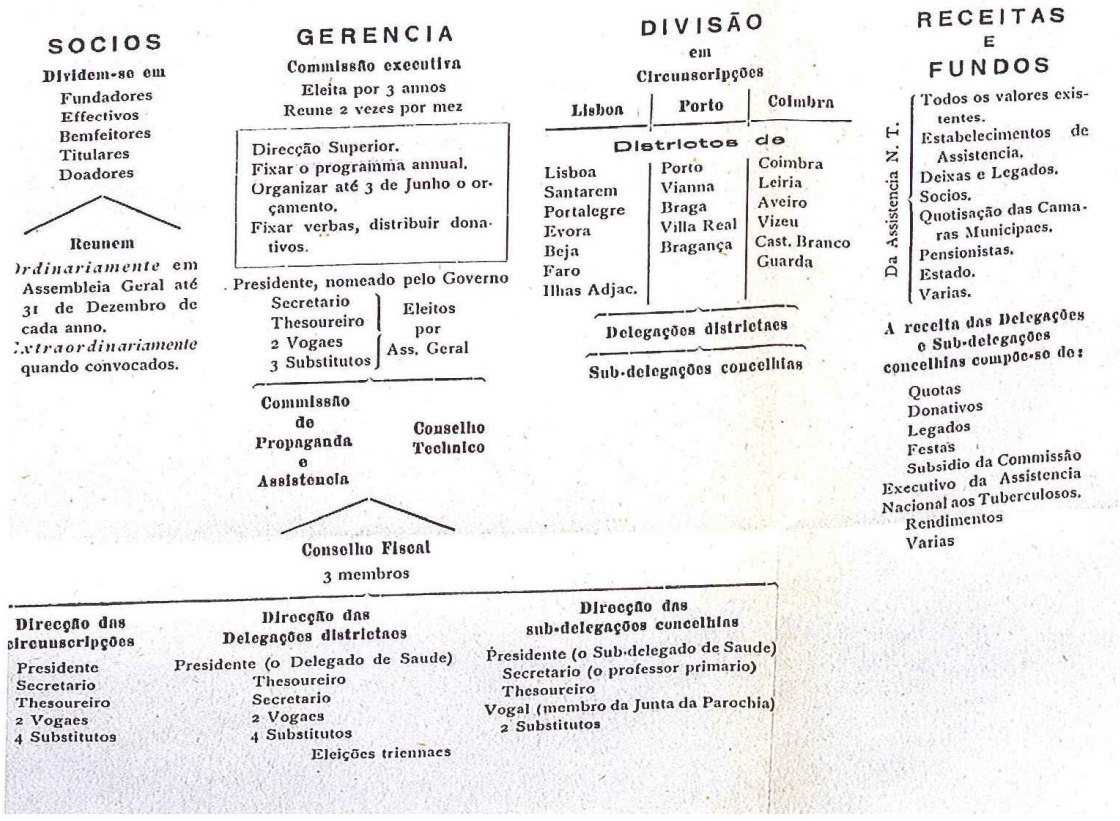 SOCIOS
Dividem-se em
Fundadores
Effectivos
Bemfeitores
Titulares
Doadores
Reunem
Ordinariamente em
Assembleia Geral até
31 de Dezembro de
cada anno.
Extraordinariamente
quando convocados.
GERENCIA
Commissão executiva
Eleita por 3 annos
Reune 2 vezes por mez
Direcção Superior.
Fixar o programma annual.
Organizar até 3 de Junho o or-
çamento.
Fixar verbas, distribuir dona-
tivos.
Presidente, nomeado pelo Governo
Secretario
Thesoureiro
2 Vogaes
3 Substitutos
Eleitos
por
Ass. Geral
Commissão
de
Propaganda
e
Assistencia
Conselho
Technico
Conselho Fiscal
3 membros
DIVISÃO
em
Circunscripções
Lisboa
Porto
Coimbra
Districtos de
Lisboa
Santarem
Portalegre
Evora
Beja
Faro
Ilhas Adjac.
Porto
Vianna
Braga
Villa Real
Bragança
Coimbra
Leiria
Aveiro
Vizeu
Cast. Branco
Guarda
Delegações districtaes
Sub-delegações concelhias
RECEITAS
E
FUNDOS
Da Assistencia N. T.
Todos os valores exis-
tentes.
Estabelecimentos de
Assistencia.
Deixas e Legados.
Socios.
Quotisação das Cama-
ras Municipaes.
Pensionistas.
Estado.
Varias.
A receita das Delegações
e Sub-delegações
concelhias compõe-se de:
Quotas
Donativos
Legados
Festas
Subsidio da Commissão
Executivo da Assistencia
Nacional aos Tuberculosos.
Rendimentos
Varias
Direcção das
circunscripções
Presidente
Secretario
Thesoureiro
2 Vogaes
4 Substitutos
Direcção das
Delegações districtaes
Presidente (o Delegado de Saude)
Thesoureiro
Secretario
2 Vogaes
4 Substitutos
Eleições triennaes
Direcção das
sub-delegações concelhias
Presidente (o Sub-delegado de Saude)
Secretario (o professor primario)
Thesoureiro
Vogal (membro da Junta da Parochia)
2 Substitutos